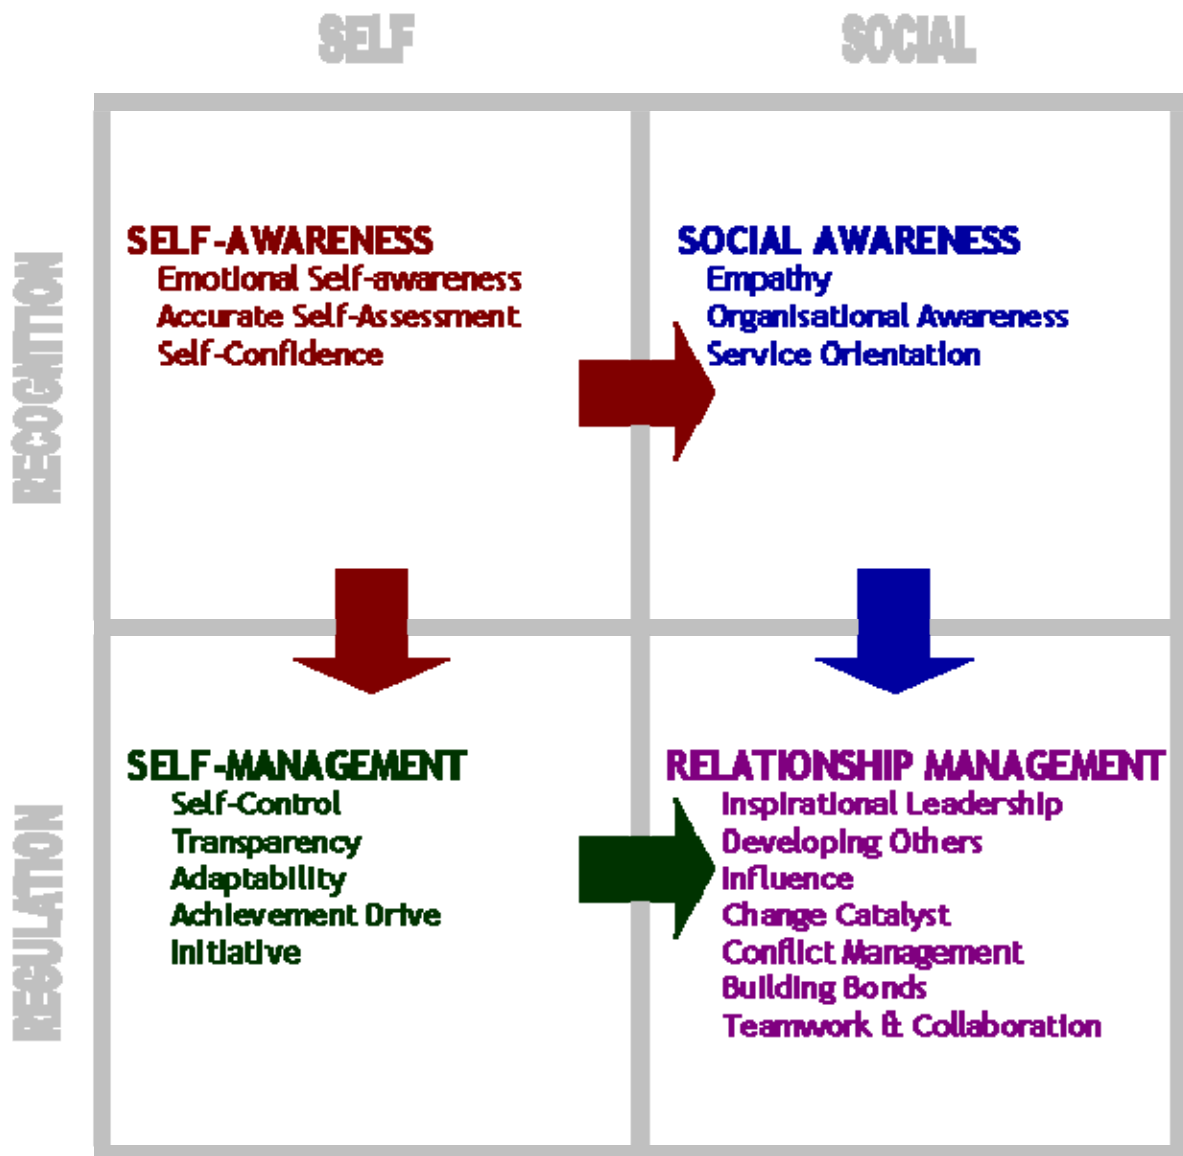 SELF
SOCIAL
RECOGNITION
SELF-AWARENESS
Emotional Self-awareness
Accurate Self-Assessment
Self-Confidence
SOCIAL AWARENESS
Empathy
Organisational Awareness
Service Orientation
REGULATION
SELF-MANAGEMENT
Self-Control
Transparency
Adaptability
Achievement Drive
Initiative
RELATIONSHIP MANAGEMENT
Inspirational Leadership
Developing Others
Influence
Change Catalyst
Conflict Management
Building Bonds
Teamwork & Collaboration